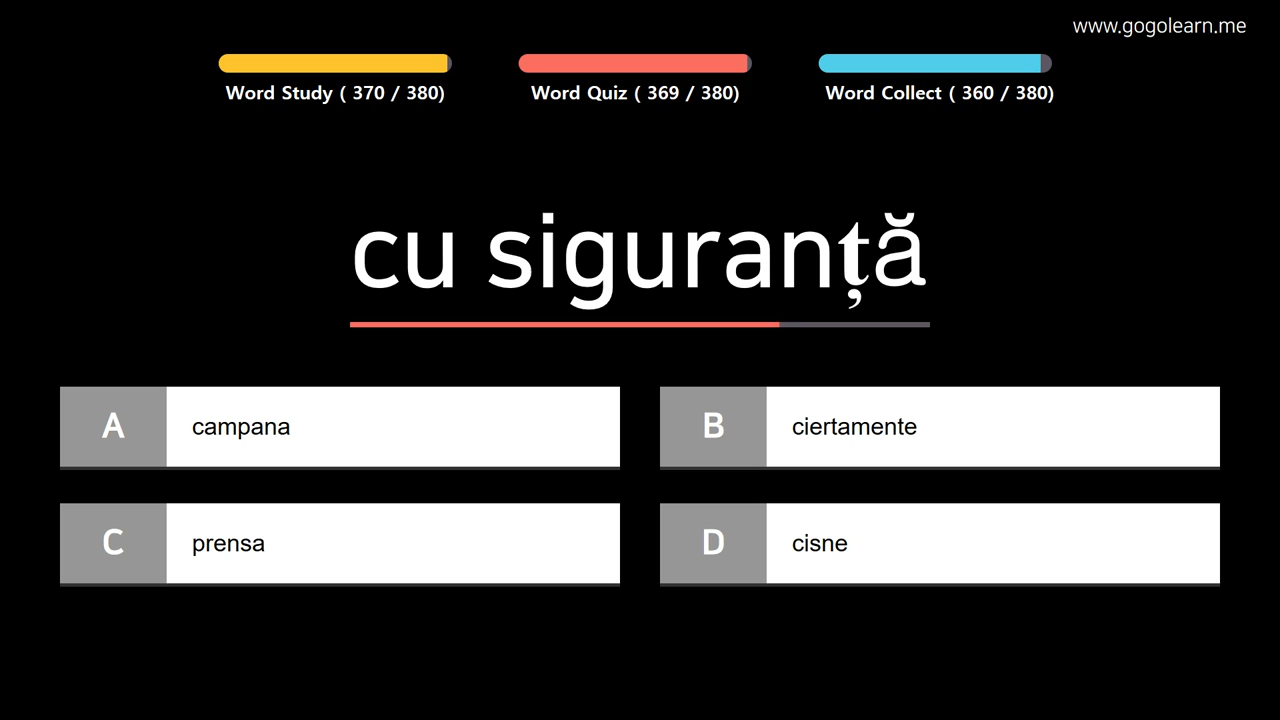 www.gogolearn.me
Word Study ( 370 / 380)
Word Quiz ( 369 / 380)
Word Collect ( 360 / 380)
cu siguranță
A campana
B ciertamente
C prensa
D cisne